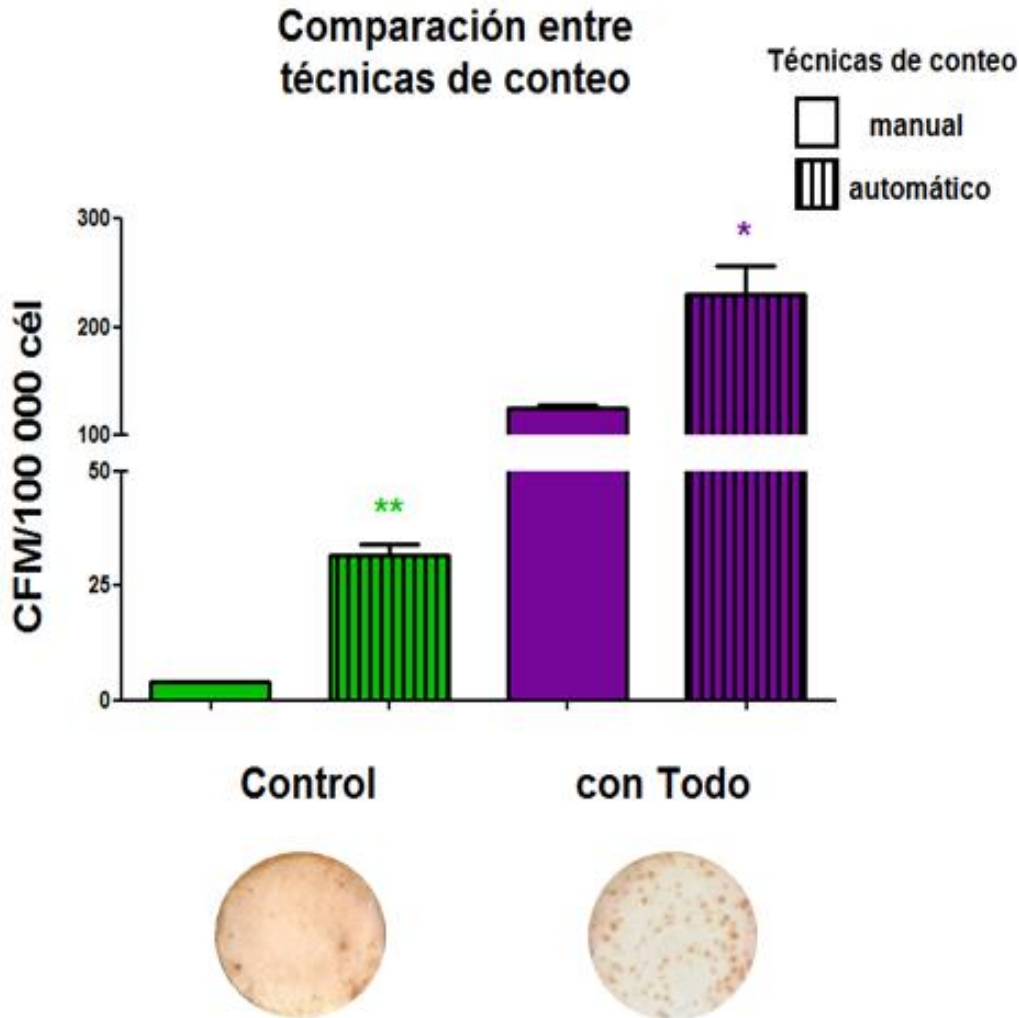 Comparación entre
técnicas de conteo
Técnicas de conteo
manual
automático
CFM/100 000 cél
300
200
100
50
25
0
**
*
Control
con Todo